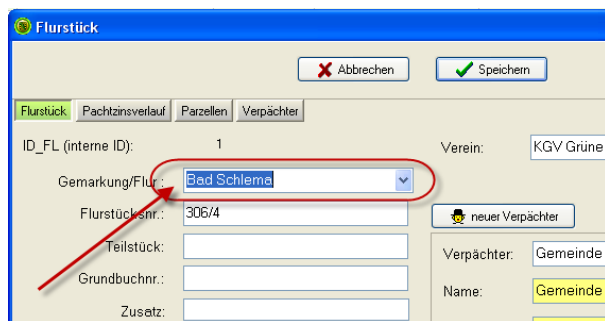 Flurstück
Abbrechen
Speichern
Flurstück Pachtzinsverlauf Parzellen Verpächter
ID_FL (interne ID): 1
Verein: KGV Grüne
Gemarkung/Flur.: Bad Schlema
Flurstücksnr.: 306/4
neuer Verpächter
Teilstück:
Verpächter: Gemeinde
Grundbuchnr.:
Name: Gemeinde
Zusatz: